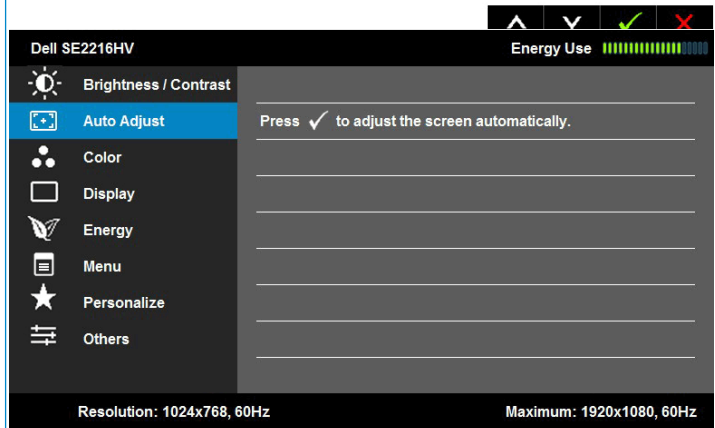 Dell SE2216HV Energy Use
Brightness / Contrast
Auto Adjust Press ✓ to adjust the screen automatically.
Color
Display
Energy
Menu
Personalize
Others
Resolution: 1024x768, 60Hz Maximum: 1920x1080, 60Hz